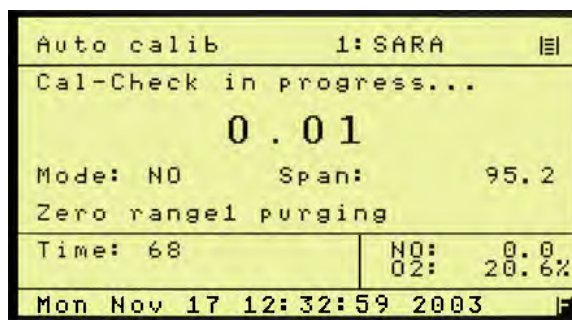 Auto calib 1: SARA
Cal-Check in progress...
0.01
Mode: NO Span: 95.2
Zero range1 purging
Time: 68
NO: 0.0
O2: 20.6%
Mon Nov 17 12:32:59 2003